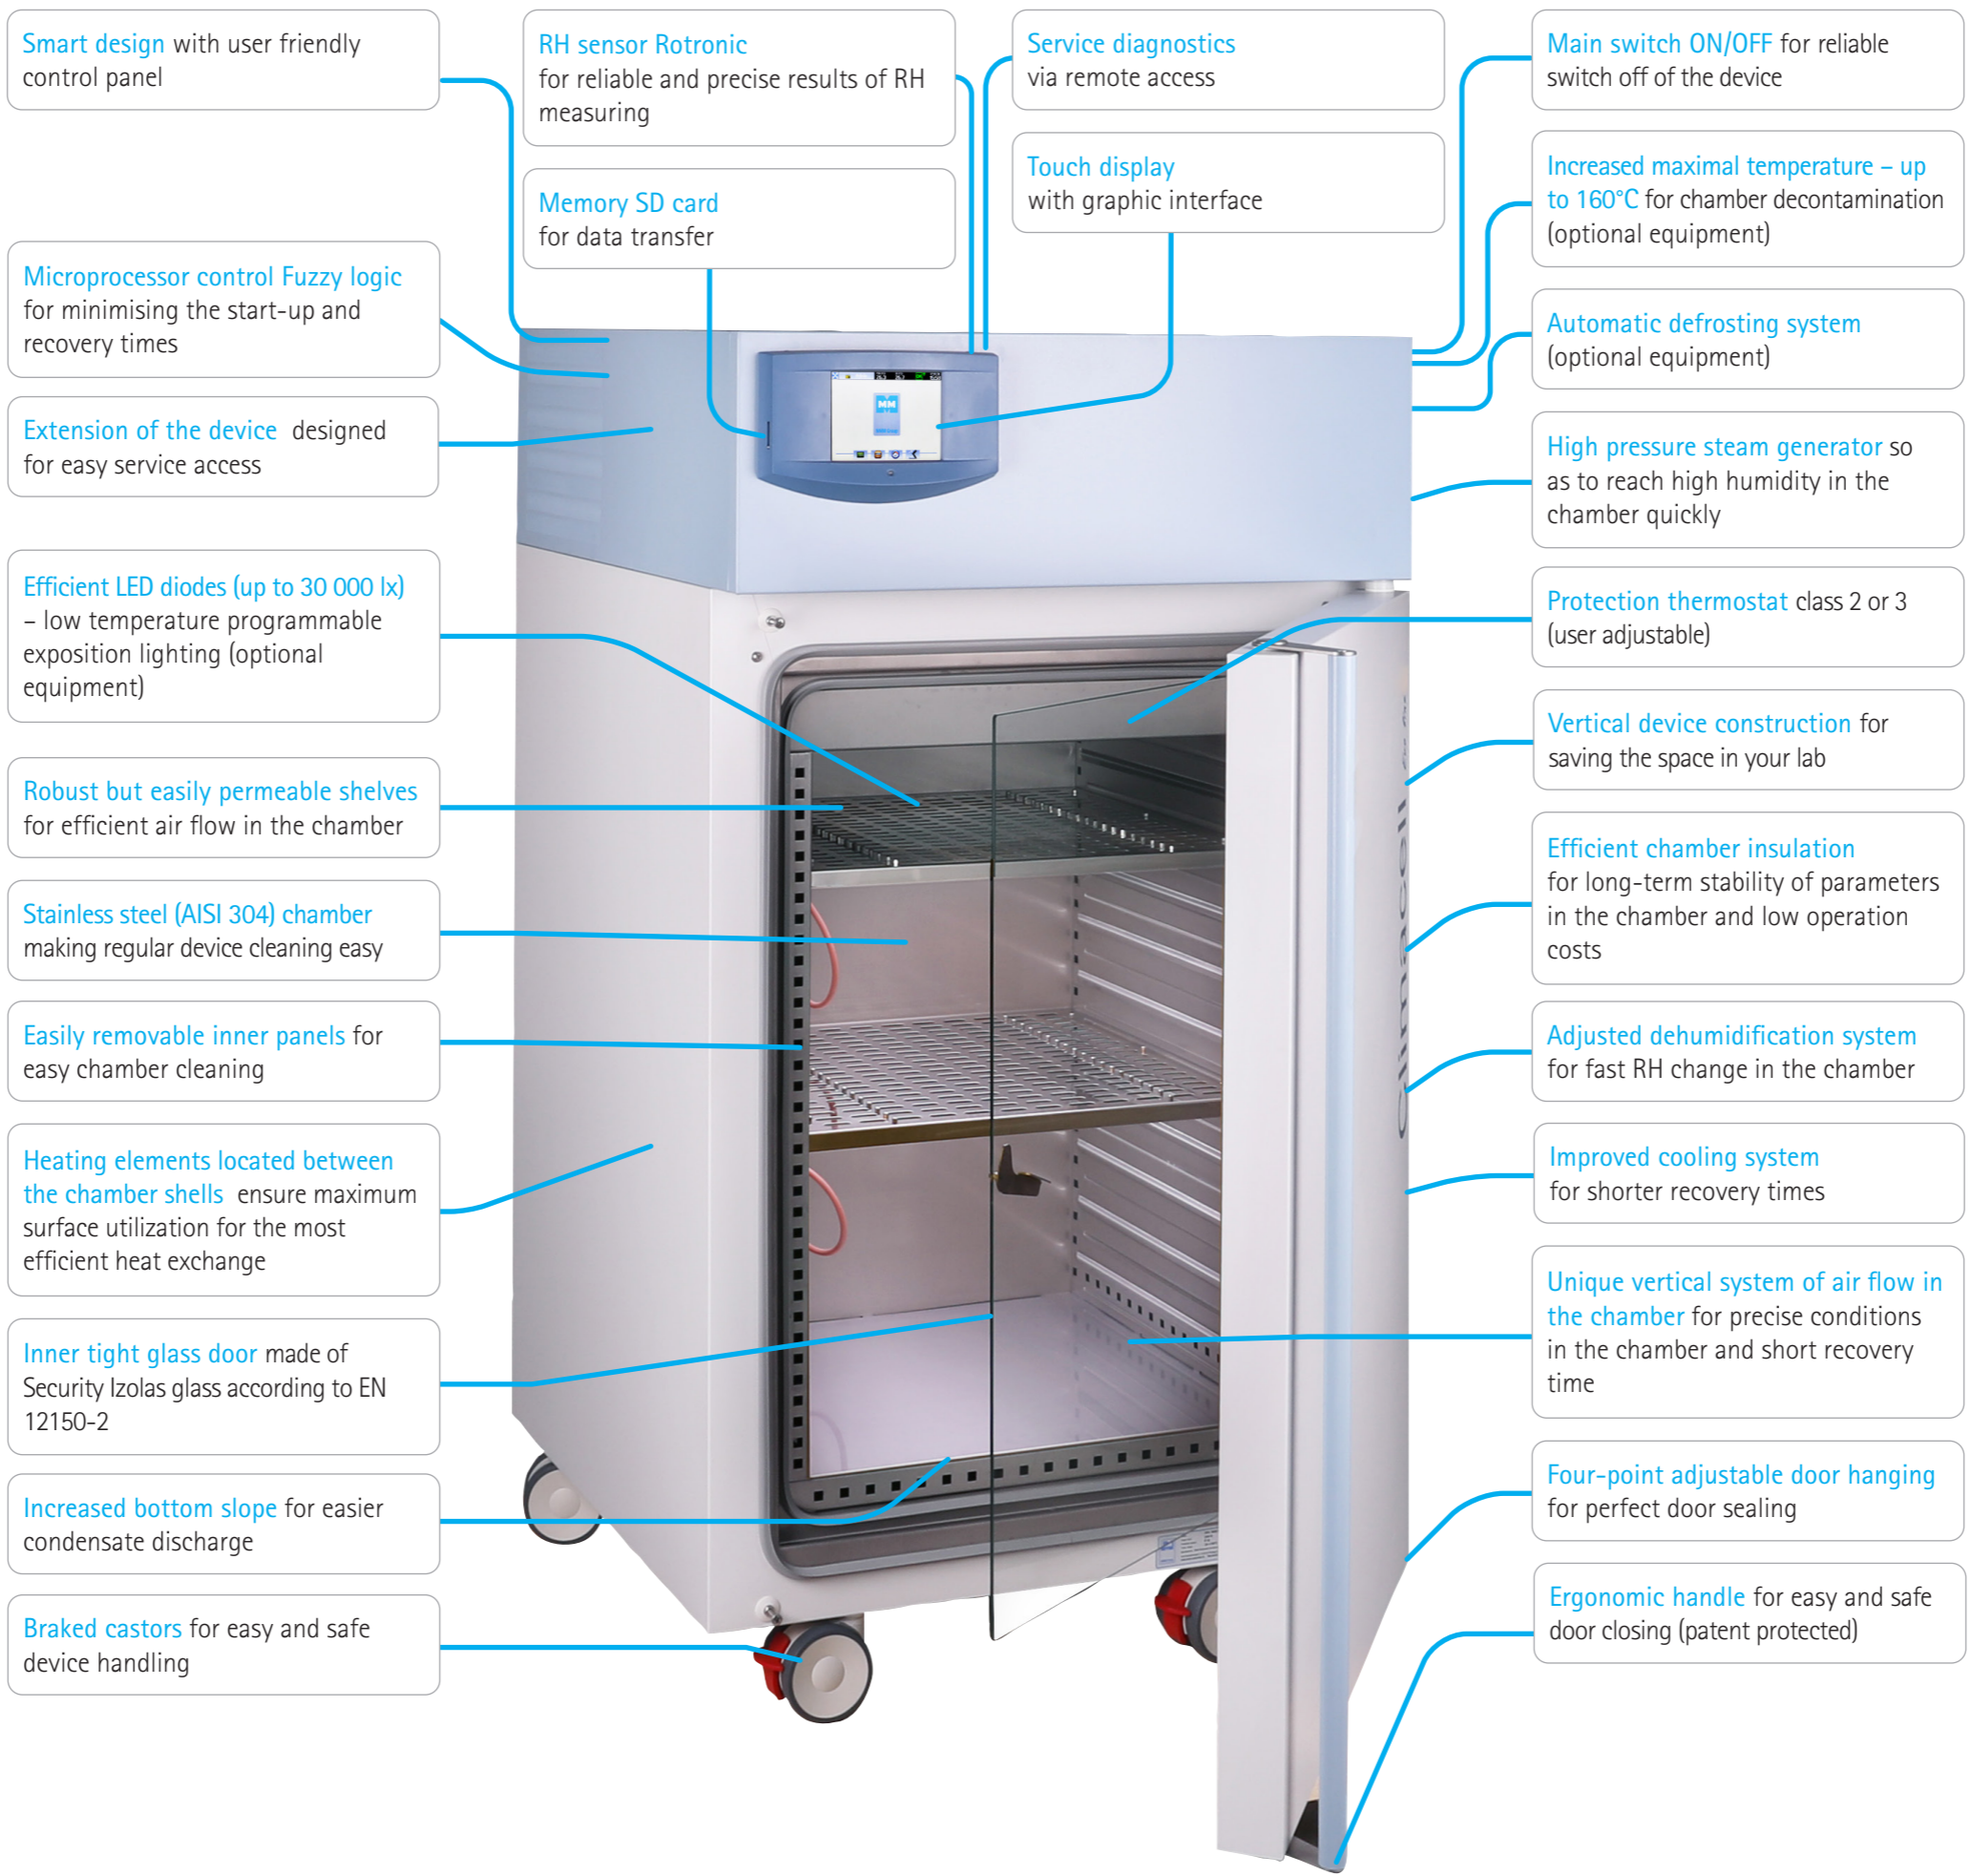 Smart design with user friendly
control panel
RH sensor Rotronic
for reliable and precise results of RH
measuring
Service diagnostics
via remote access
Main switch ON/OFF for reliable
switch off of the device
Memory SD card
for data transfer
Touch display
with graphic interface
Increased maximal temperature – up
to 160°C for chamber decontamination
(optional equipment)
Microprocessor control Fuzzy logic
for minimising the start-up and
recovery times
Automatic defrosting system
(optional equipment)
Extension of the device designed
for easy service access
MM
High pressure steam generator so
as to reach high humidity in the
chamber quickly
Efficient LED diodes (up to 30 000 lx)
– low temperature programmable
exposition lighting (optional
equipment)
Protection thermostat class 2 or 3
(user adjustable)
Vertical device construction for
saving the space in your lab
Robust but easily permeable shelves
for efficient air flow in the chamber
Efficient chamber insulation
for long-term stability of parameters
in the chamber and low operation
costs
Climacell
Stainless steel (AISI 304) chamber
making regular device cleaning easy
Easily removable inner panels for
easy chamber cleaning
Adjusted dehumidification system
for fast RH change in the chamber
Heating elements located between
the chamber shells ensure maximum
surface utilization for the most
efficient heat exchange
Improved cooling system
for shorter recovery times
Unique vertical system of air flow in
the chamber for precise conditions
in the chamber and short recovery
time
Inner tight glass door made of
Security Izolas glass according to EN
12150-2
Increased bottom slope for easier
condensate discharge
Four-point adjustable door hanging
for perfect door sealing
Braked castors for easy and safe
device handling
Ergonomic handle for easy and safe
door closing (patent protected)